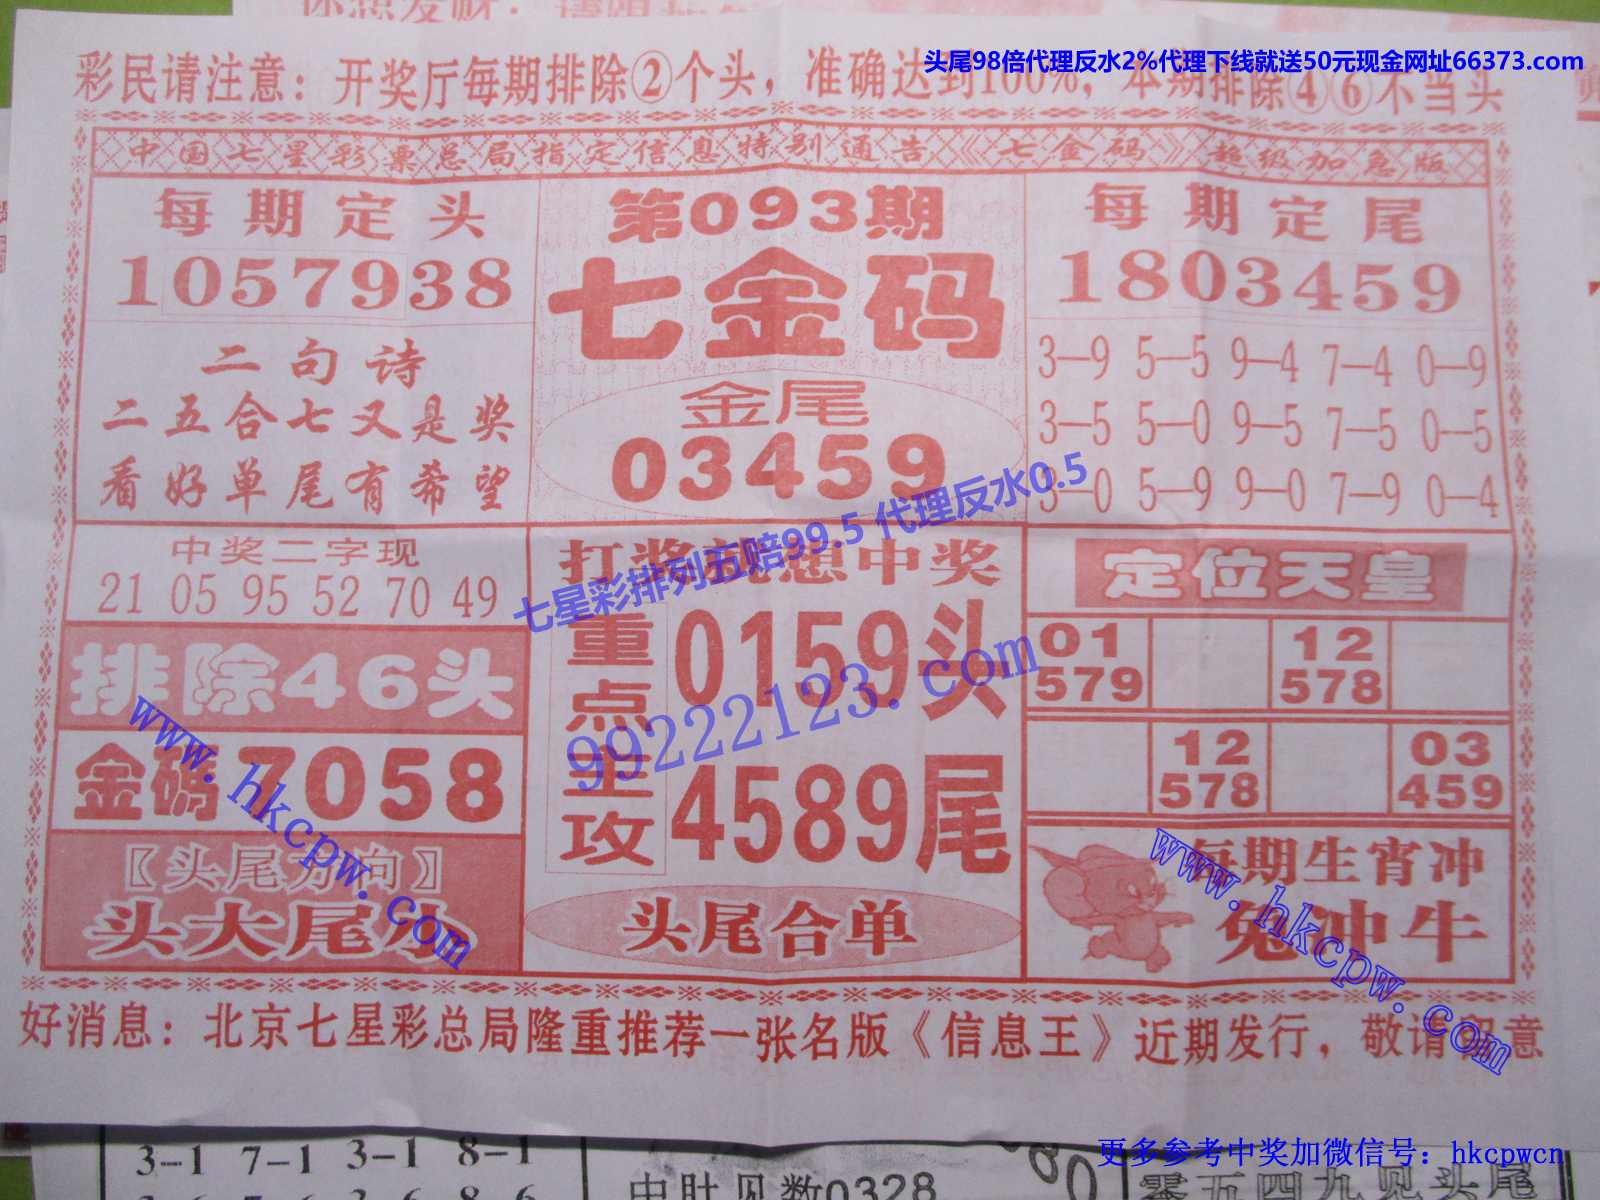 头尾98倍代理反水2%代理下线就送50元现金网址66373.com
彩民请注意：开奖厅每期排除②个头，准确达到100%，本期排除④⑥不当头
中国七星彩票总局指定信息特别通告《七金码》超级加急版
每期定头
1057938
二句诗
二五合七又是奖
看好单尾有希望
第093期
七金码
金尾
03459
每期定尾
1803459
3—9 5—5 9—4 7—4 0—9
3—5 5—0 9—5 7—5 0—5
3—0 5—9 9—0 7—9 0—4
中奖二字现
21 05 95 52 70 49
排除46头
金码7058
〖头尾方向〗
头大尾小
七星彩排列五赔99.5 代理反水0.5
重点主攻
0159头
4589尾
99222123.com
头尾合单
定位天皇
01 579
12 578
12 578
03 459
每期生宵冲
兔冲牛
www.hkcpw.com
www.hkcpw.com
好消息：北京七星彩总局隆重推荐一张名版《信息王》近期发行，敬请留意
3-1 7-1 3-1 8-1
更多参考中奖加微信号：hkcpwcn